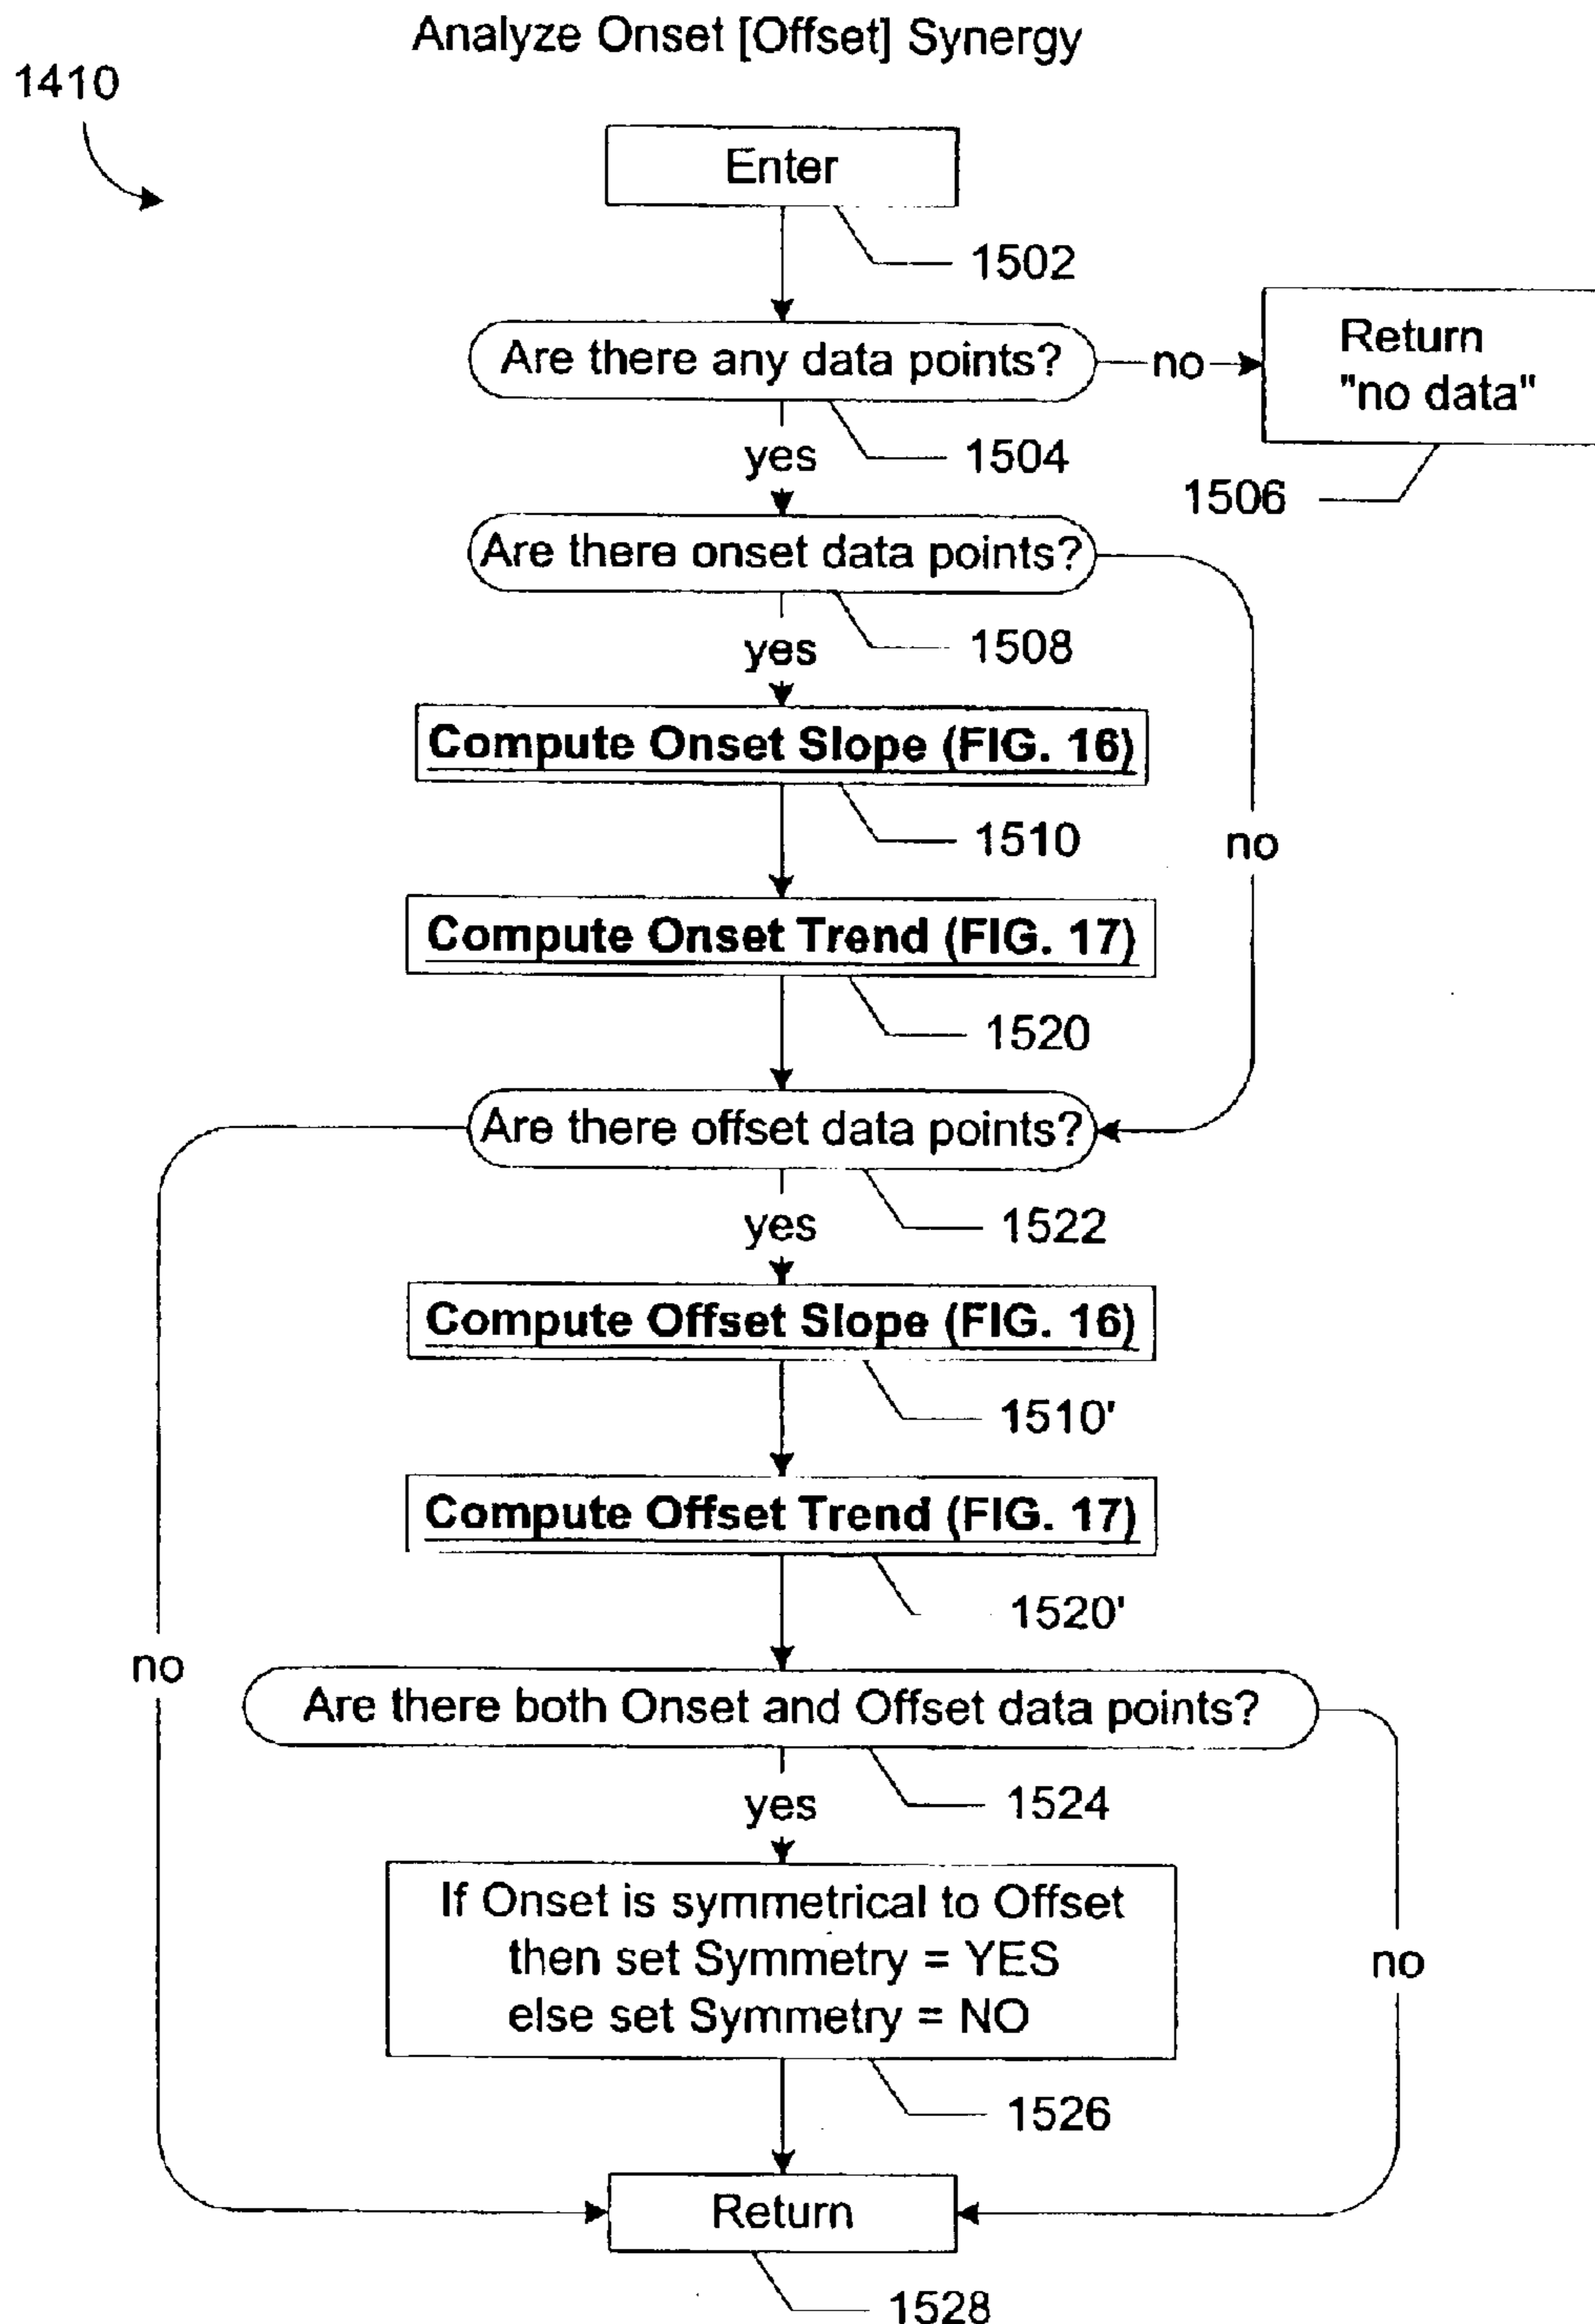 Analyze Onset [Offset] Synergy
1410
Enter
1502
Are there any data points?
no
Return
"no data"
yes
1504
1506
Are there onset data points?
yes
1508
Compute Onset Slope (FIG. 16)
1510
no
Compute Onset Trend (FIG. 17)
1520
Are there offset data points?
yes
1522
Compute Offset Slope (FIG. 16)
1510'
Compute Offset Trend (FIG. 17)
1520'
no
Are there both Onset and Offset data points?
yes
1524
If Onset is symmetrical to Offset
then set Symmetry = YES
else set Symmetry = NO
no
1526
Return
1528